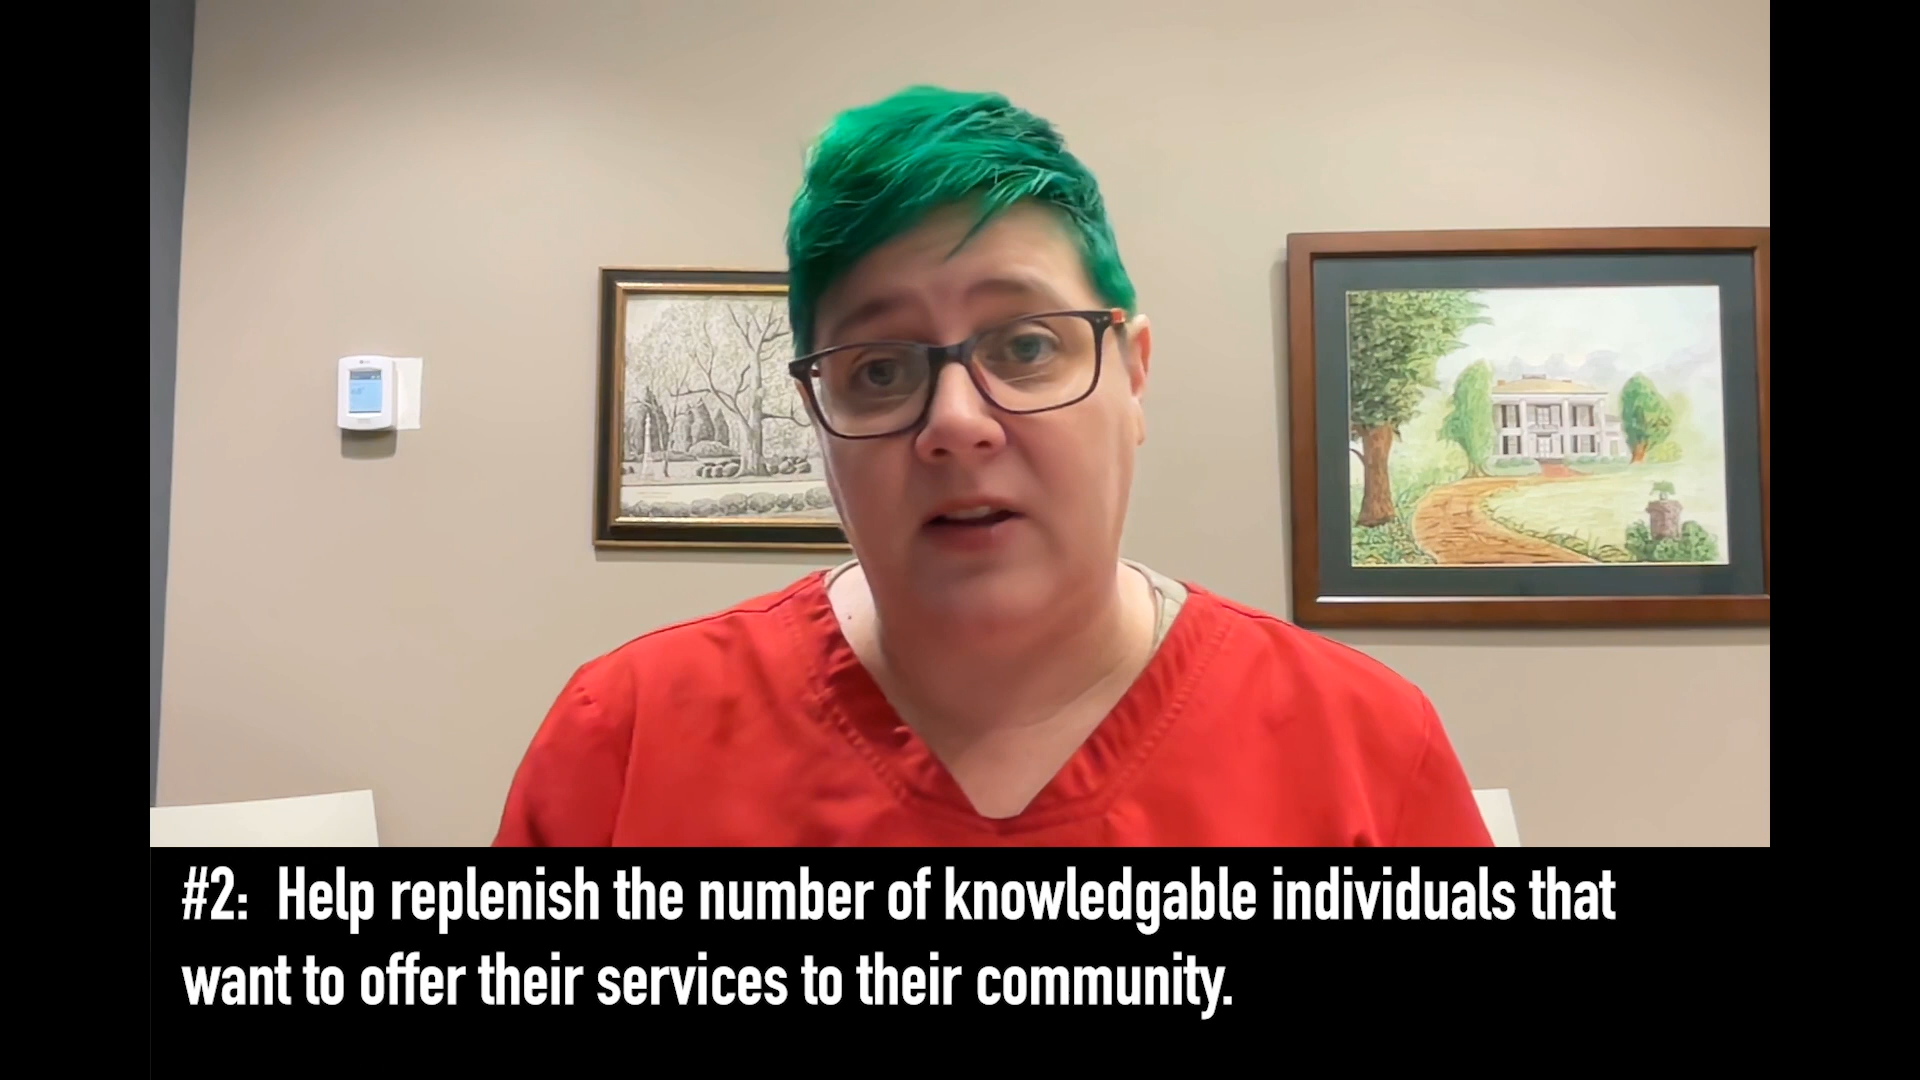 #2: Help replenish the number of knowledgable individuals that
want to offer their services to their community.